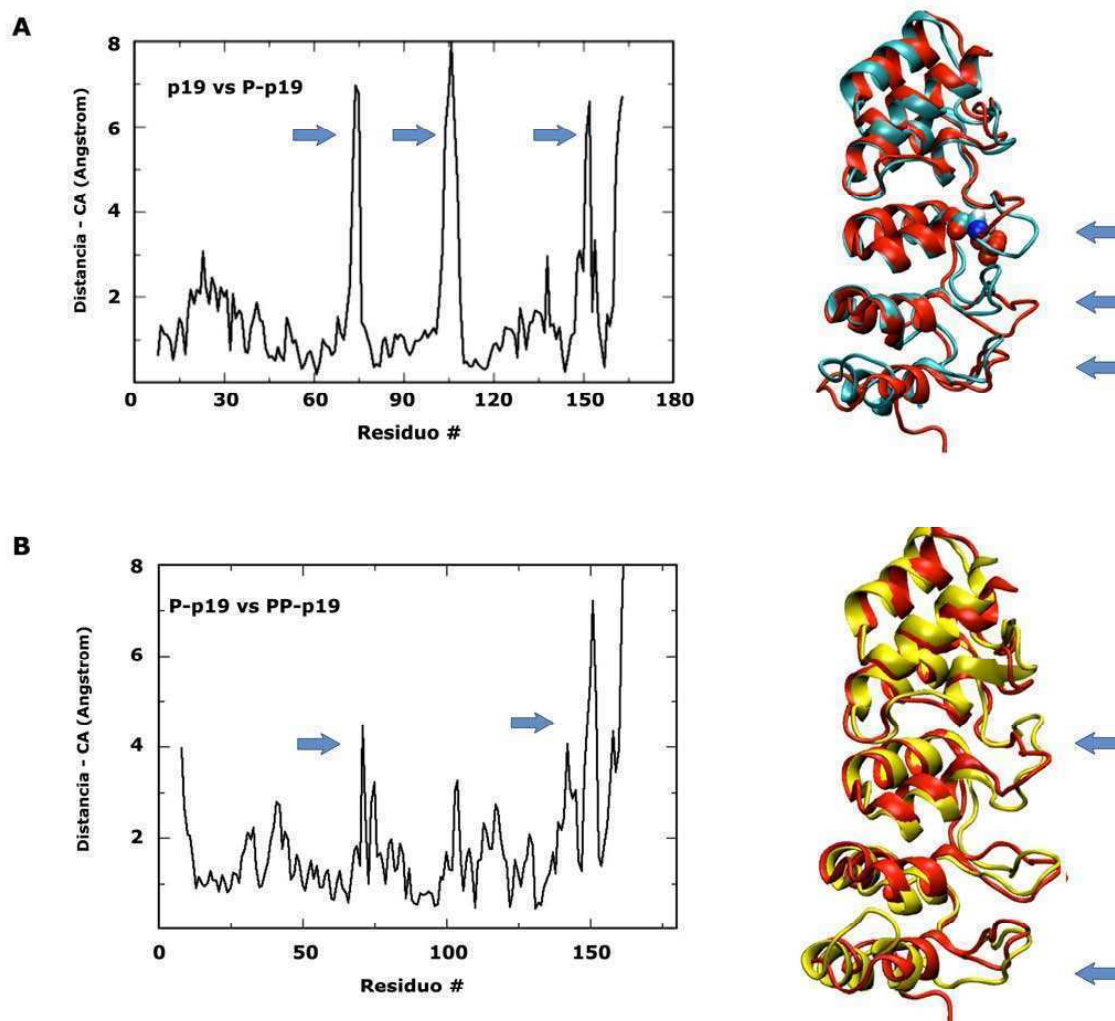 A
p19 vs P-p19
Distancia - CA (Angstrom)
8
6
4
2
0 30 60 90 120 150 180
Residuo #
B
P-p19 vs PP-p19
Distancia - CA (Angstrom)
8
6
4
2
0 50 100 150
Residuo #